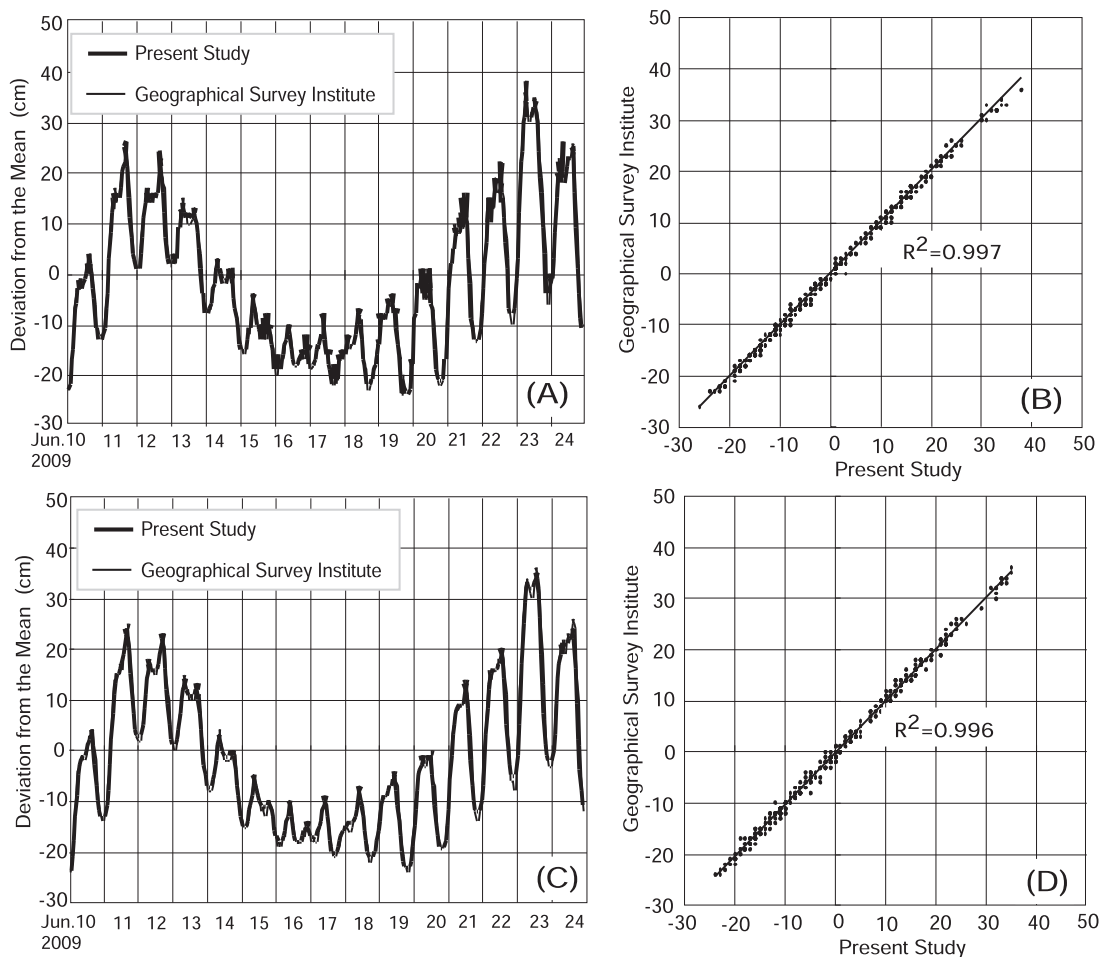 50
40
30
20
10
0
-10
-20
-30
Deviation from the Mean (cm)
Present Study
Geographical Survey Institute
(A)
Jun.10 11 12 13 14 15 16 17 18 19 20 21 22 23 24
2009
50
40
30
20
10
0
-10
-20
-30
Geographical Survey Institute
R2=0.997
(B)
-30 -20 -10 0 10 20 30 40 50
Present Study
50
40
30
20
10
0
-10
-20
-30
Deviation from the Mean (cm)
Present Study
Geographical Survey Institute
(C)
Jun.10 11 12 13 14 15 16 17 18 19 20 21 22 23 24
2009
50
40
30
20
10
0
-10
-20
-30
Geographical Survey Institute
R2=0.996
(D)
-20 -10 0 10 20 30 40 50
Present Study